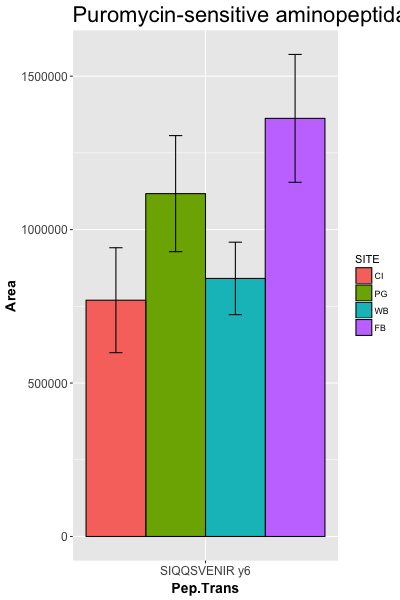 Puromycin-sensitive aminopeptida
1500000
1000000
500000
0
Area
SIQQSVENIR y6
Pep.Trans
SITE
CI
PG
WB
FB